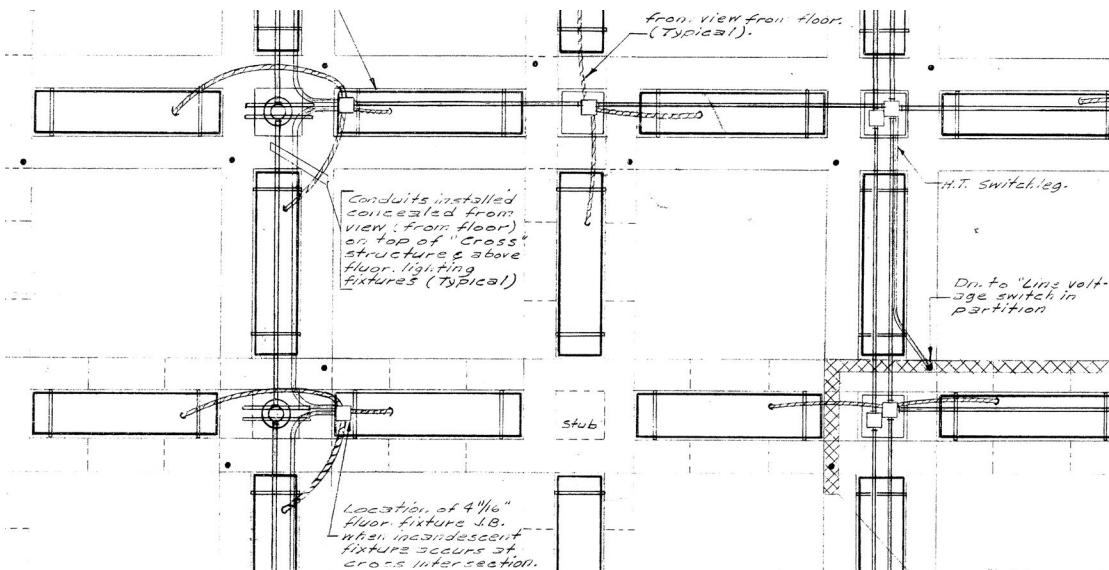 from view from floor.
(Typical).
H.T. Switchleg.
Conduits installed
concealed from
view (from floor)
on top of "Cross"
structure & above
fluor. lighting
fixtures (Typical)
Dn. to "Line volt-
age switch in
partition
stub
Location of 4"/16"
fluor. fixture J.B.
when incandescent
fixture occurs at
cross intersection.